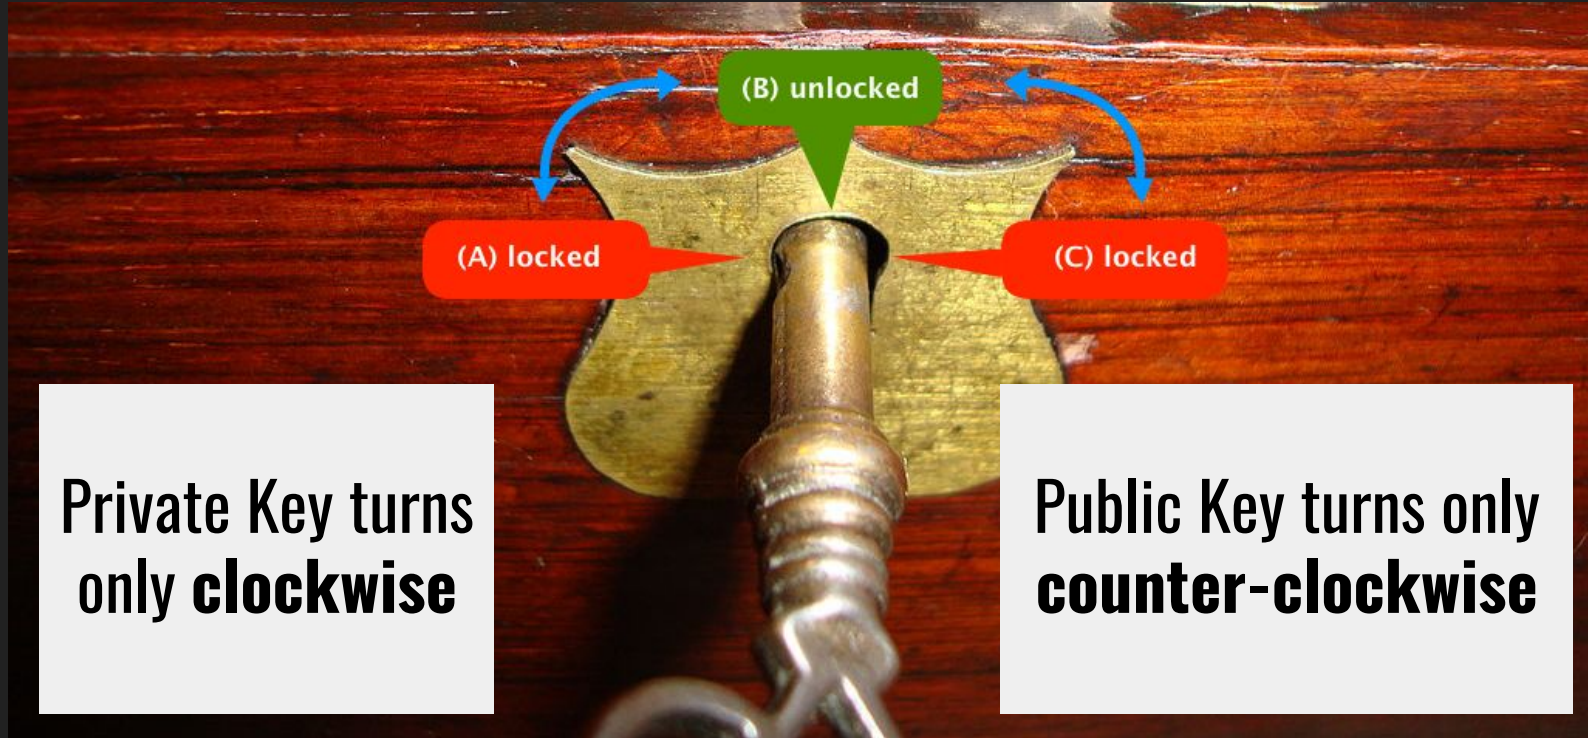 (B) unlocked
(A) locked
(C) locked
Private Key turns
only clockwise
Public Key turns only
counter-clockwise